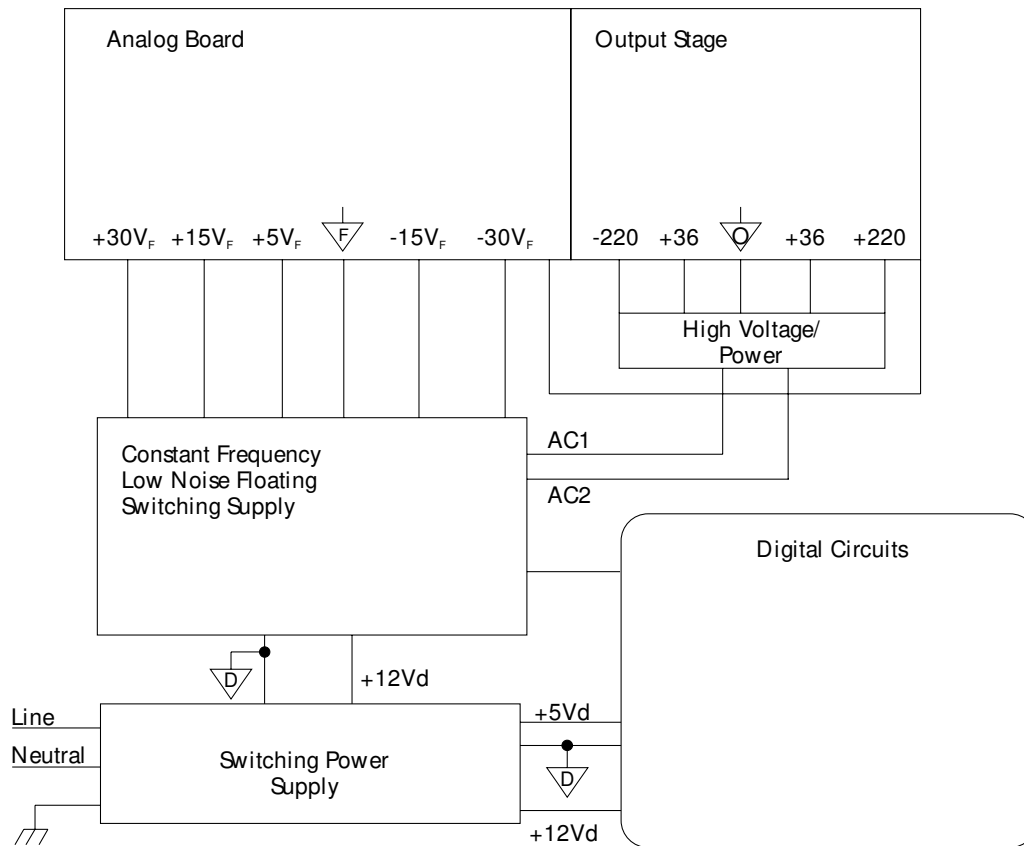 Analog Board
Output Stage
+30VF +15VF +5VF F -15VF -30VF
-220 +36 O +36 +220
High Voltage/
Power
Constant Frequency
Low Noise Floating
Switching Supply
AC1
AC2
Digital Circuits
D
+12Vd
Line
Neutral
Switching Power
Supply
+5Vd
D
+12Vd